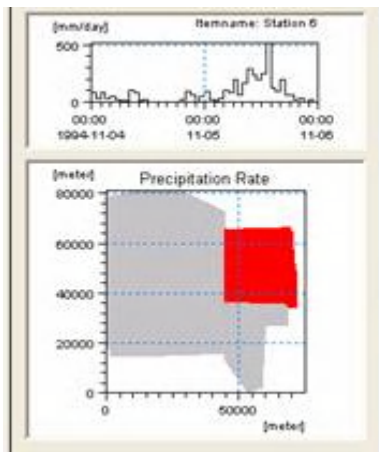 [mm/day] Itemname: Station 6
500
0
00:00 00:00 00:00
1994-11-04 11-05 11-06
[meter] Precipitation Rate
80000
60000
40000
20000
0
0 50000
[meter]